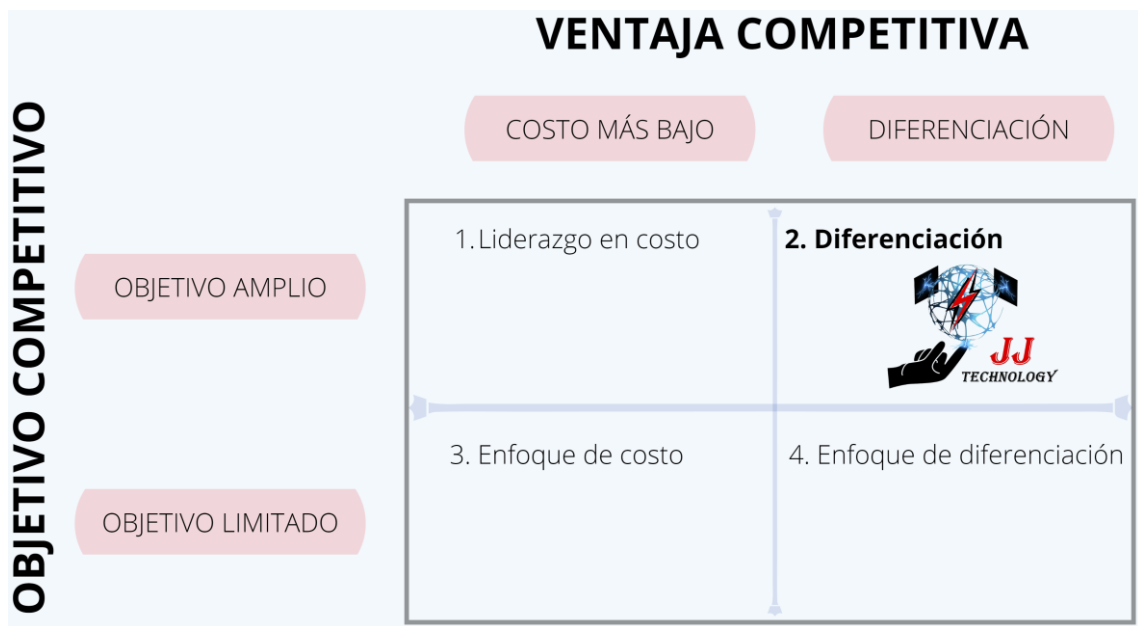 VENTAJA COMPETITIVA
COSTO MÁS BAJO
DIFERENCIACIÓN
OBJETIVO COMPETITIVO
OBJETIVO AMPLIO
1. Liderazgo en costo
2. Diferenciación
JJ
TECHNOLOGY
OBJETIVO LIMITADO
3. Enfoque de costo
4. Enfoque de diferenciación